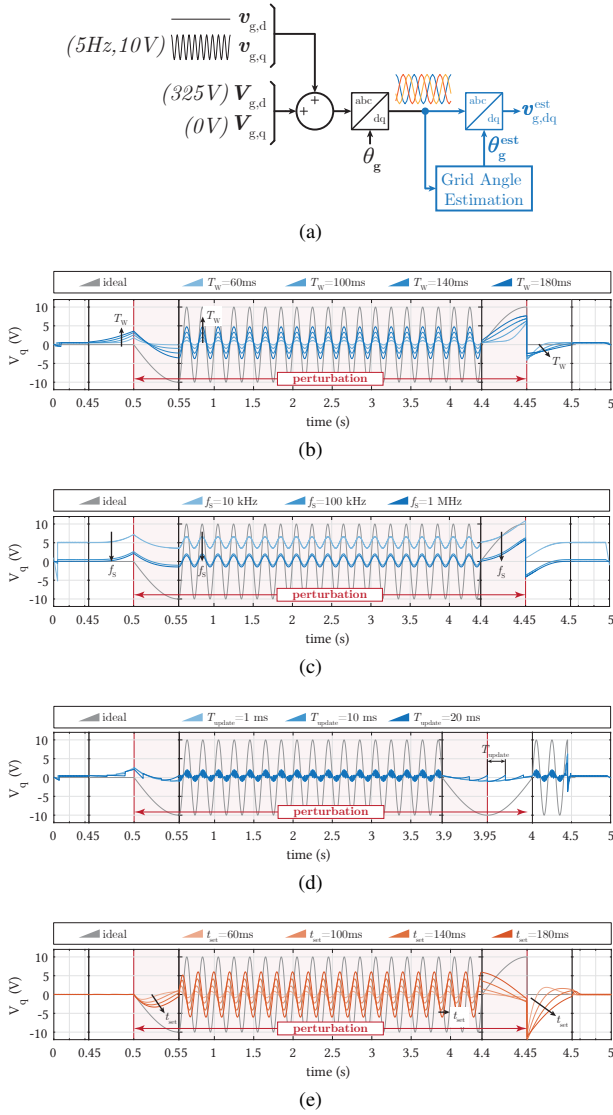 v g,d
(5Hz,10V) v g,q
(325V) V g,d
(0V) V g,q
+ +
abc dq
θ g
abc dq
v g,dq est
θ g est
Grid Angle Estimation
(a)
ideal T W=60ms T W=100ms T W=140ms T W=180ms
V q (V)
10
5
0
-5
-10
T W
T W
T W
perturbation
0 0.45 0.5 0.55 1 1.5 2 2.5 3 3.5 4 4.4 4.45 4.5 5
time (s)
(b)
ideal f S=10 kHz f S=100 kHz f S=1 MHz
V q (V)
10
5
0
-5
-10
f S
f S
f S
perturbation
0 0.45 0.5 0.55 1 1.5 2 2.5 3 3.5 4 4.4 4.45 4.5 5
time (s)
(c)
ideal T update=1 ms T update=10 ms T update=20 ms
V q (V)
10
5
0
-5
-10
T update
perturbation
0 0.45 0.5 0.55 1 1.5 2 2.5 3 3.5 3.9 3.95 4 4.5 5
time (s)
(d)
ideal t set=60ms t set=100ms t set=140ms t set=180ms
V q (V)
10
5
0
-5
-10
t set
t set
t set
perturbation
0 0.45 0.5 0.55 1 1.5 2 2.5 3 3.5 4 4.4 4.45 4.5 5
time (s)
(e)